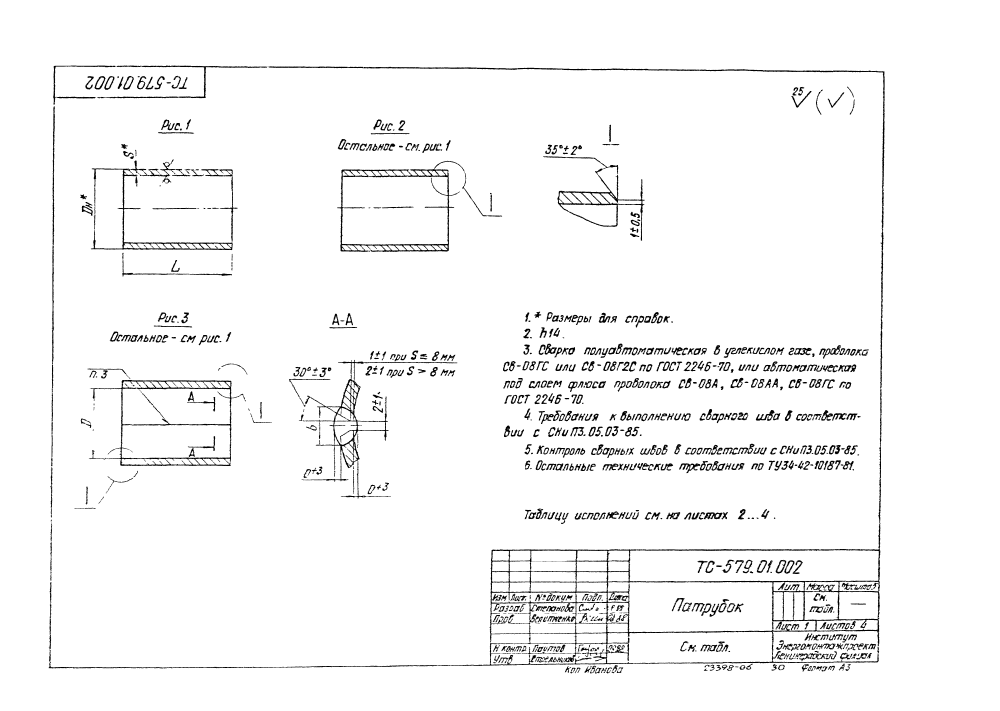 ТС-579.01.002
25
Рис. 1
S*
Dн*
L
Рис. 2
Остальное - см. рис. 1
I
I
35°±2°
1±0,5
Рис. 3
Остальное - см рис. 1
п. 3
А
А
D
I
I
А-А
1±1 при S ≤ 8 мм
2±1 при S > 8 мм
30°±3°
2±1
b
0+3
0+3
1. * Размеры для справок.
2. h14.
3. Сварка полуавтоматическая в углекислом газе, проволока
СВ-08ГС или СВ-08Г2С по ГОСТ 2246-70, или автоматическая
под слоем флюса проволока СВ-08А, СВ-08АА, СВ-08ГС по
ГОСТ 2246-70.
4. Требования к выполнению сварного шва в соответст-
вии с СНиП3.05.03-85.
5. Контроль сварных швов в соответствии с СНиП3.05.03-85.
6. Остальные технические требования по ТУ34-42-10187-81.
Таблицу исполнений см. на листах 2...4.
ТС-579.01.002
Изм Лист. № докум Подп. Дата
Разраб Степанова
Пров
Н контр. Паутов
Утв
Патрубок
См. табл.
Лит. Масса Масштаб
См. табл. —
Лист 1 Листов 4
Институт
Энергомонтажпроект
Ленинградский филиал
Коп Иванова
С3398-06 30 Формат А3